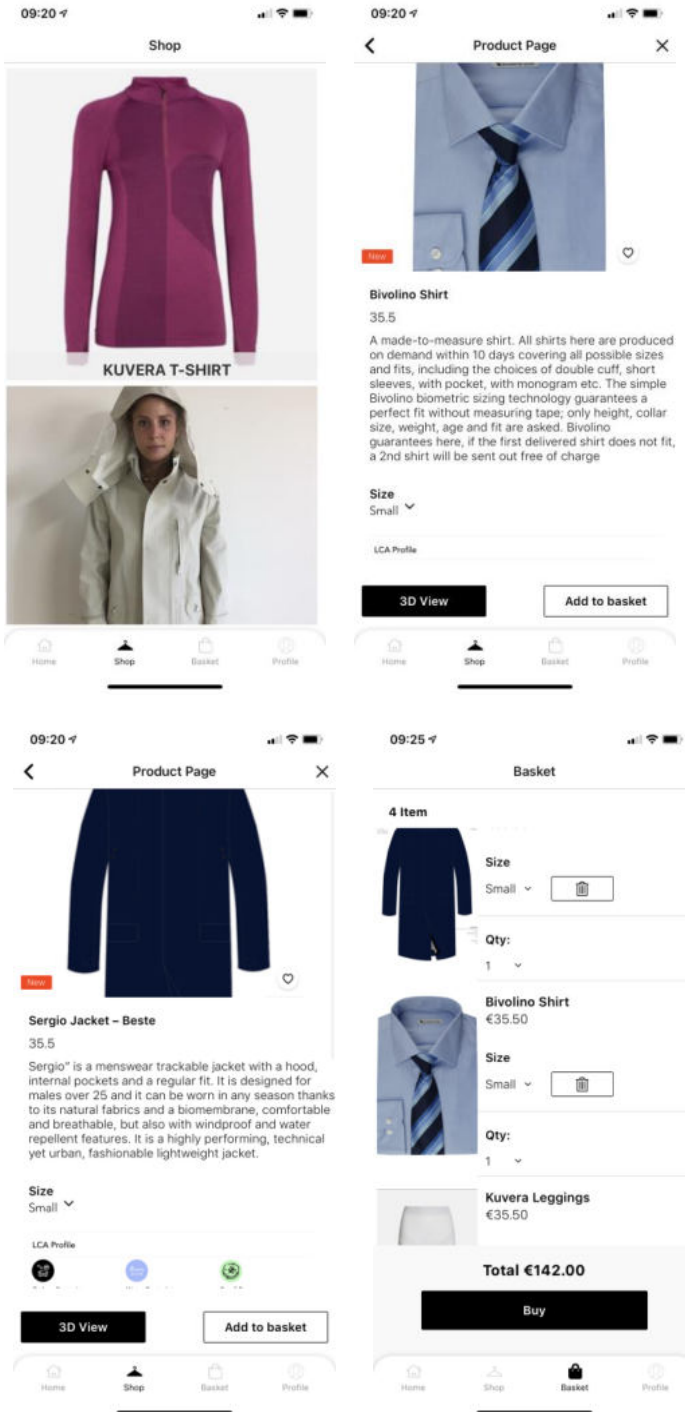 09:20
Shop
KUVERA T-SHIRT
Home
Shop
Basket
Profile
09:20
Product Page
New
Bivolino Shirt
35.5
A made-to-measure shirt. All shirts here are produced
on demand within 10 days covering all possible sizes
and fits, including the choices of double cuff, short
sleeves, with pocket, with monogram etc. The simple
Bivolino biometric sizing technology guarantees a
perfect fit without measuring tape; only height, collar
size, weight, age and fit are asked. Bivolino
guarantees here, if the first delivered shirt does not fit,
a 2nd shirt will be sent out free of charge
Size
Small
LCA Profile
3D View
Add to basket
Home
Shop
Basket
Profile
09:20
Product Page
New
Sergio Jacket – Beste
35.5
Sergio" is a menswear trackable jacket with a hood,
internal pockets and a regular fit. It is designed for
males over 25 and it can be worn in any season thanks
to its natural fabrics and a biomembrane, comfortable
and breathable, but also with windproof and water
repellent features. It is a highly performing, technical
yet urban, fashionable lightweight jacket.
Size
Small
LCA Profile
3D View
Add to basket
Home
Shop
Basket
Profile
09:25
Basket
4 Item
Size
Small
Qty:
1
Bivolino Shirt
€35.50
Size
Small
Qty:
1
Kuvera Leggings
€35.50
Total €142.00
Buy
Home
Shop
Basket
Profile